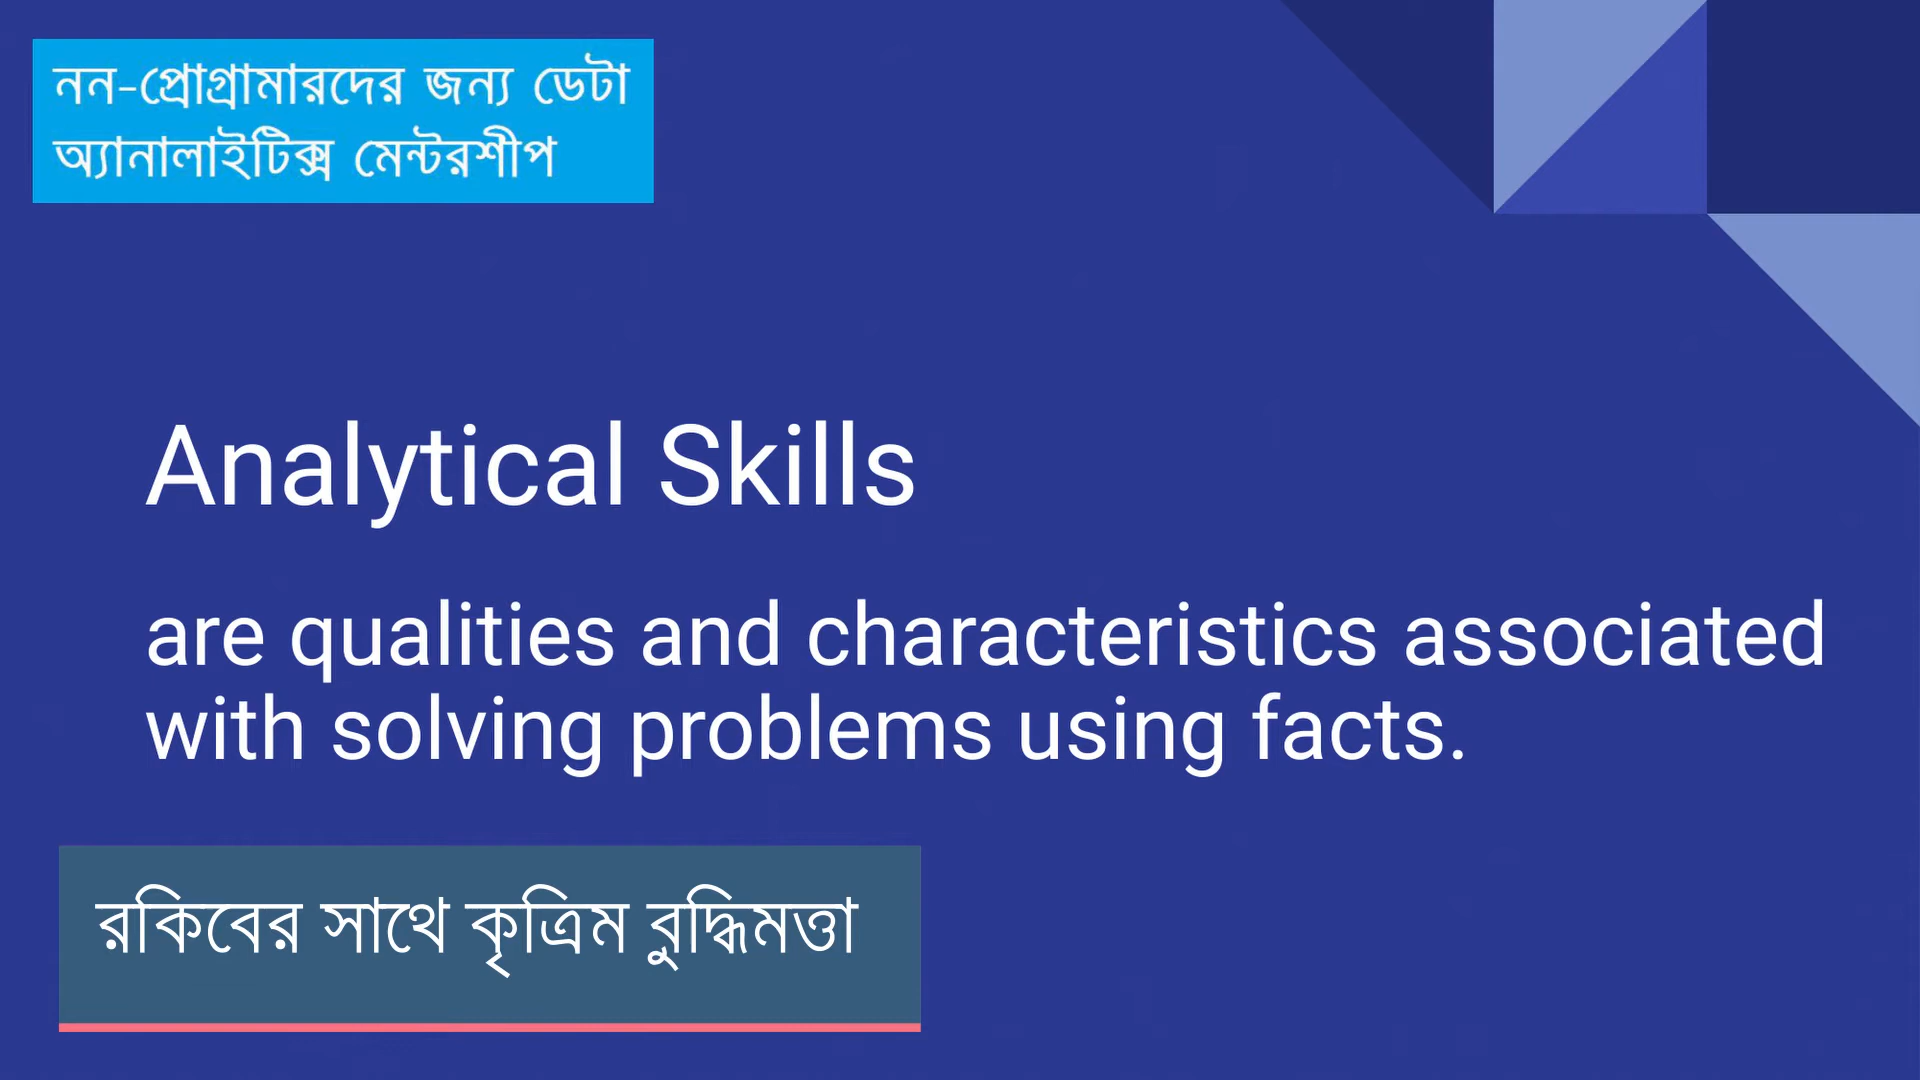 নন-প্রোগ্রামারদের জন্য ডেটা
অ্যানালাইটিক্স মেন্টরশীপ
Analytical Skills
are qualities and characteristics associated
with solving problems using facts.
রকিবের সাথে কৃত্রিম বুদ্ধিমত্তা